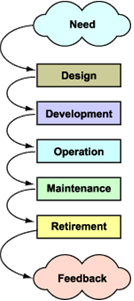 Need
Design
Development
Operation
Maintenance
Retirement
Feedback